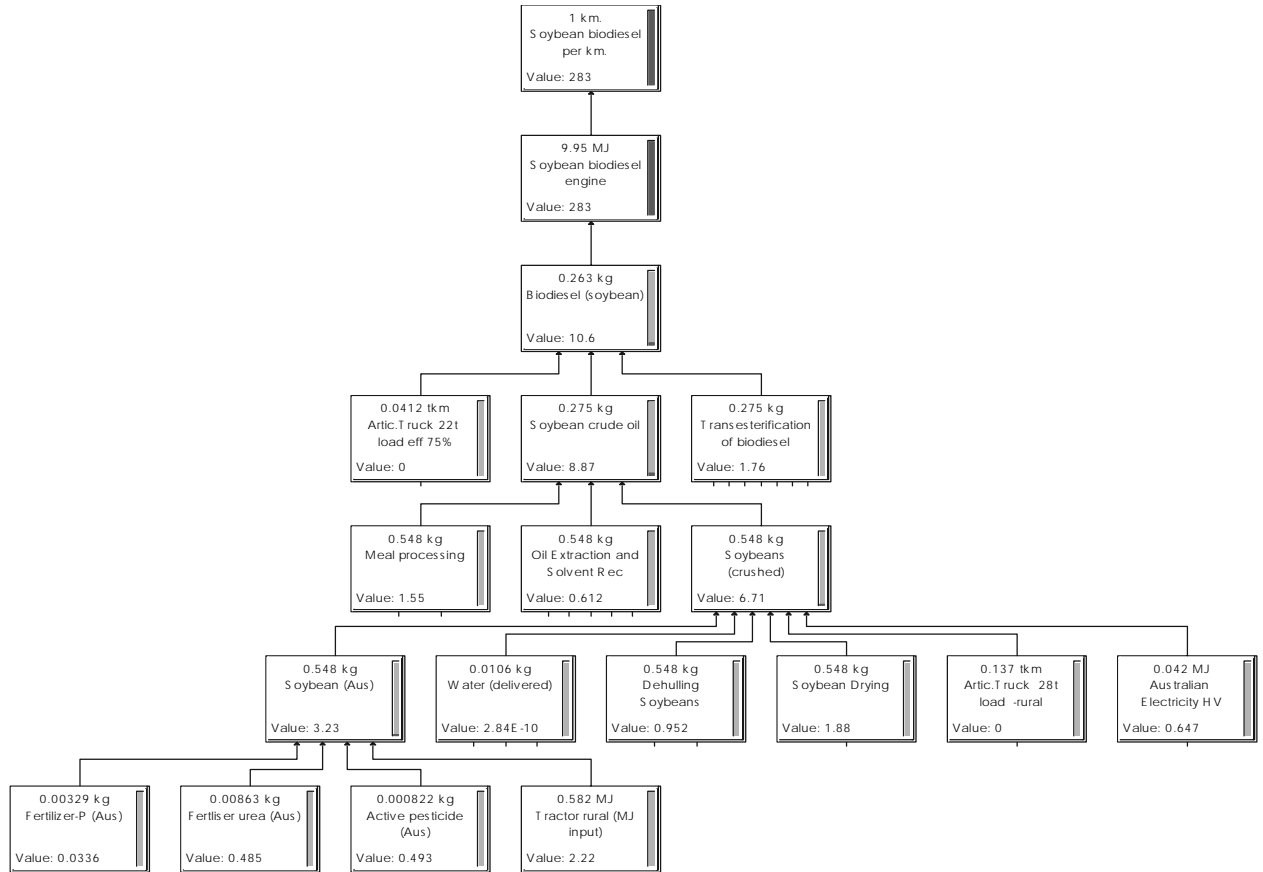 1 km.
Soybean biodiesel
per km.
Value: 283
9.95 MJ
Soybean biodiesel
engine
Value: 283
0.263 kg
Biodiesel (soybean)
Value: 10.6
0.0412 tkm
Artic.Truck 22t
load eff 75%
Value: 0
0.275 kg
Soybean crude oil
Value: 8.87
0.275 kg
Transesterification
of biodiesel
Value: 1.76
0.548 kg
Meal processing
Value: 1.55
0.548 kg
Oil Extraction and
Solvent Rec
Value: 0.612
0.548 kg
Soybeans
(crushed)
Value: 6.71
0.548 kg
Soybean (Aus)
Value: 3.23
0.0106 kg
Water (delivered)
Value: 2.84E-10
0.548 kg
Dehulling
Soybeans
Value: 0.952
0.548 kg
Soybean Drying
Value: 1.88
0.137 tkm
Artic.Truck 28t
load -rural
Value: 0
0.042 MJ
Australian
Electricity HV
Value: 0.647
0.00329 kg
Fertilizer-P (Aus)
Value: 0.0336
0.00863 kg
Fertliser urea (Aus)
Value: 0.485
0.000822 kg
Active pesticide
(Aus)
Value: 0.493
0.582 MJ
Tractor rural (MJ
input)
Value: 2.22